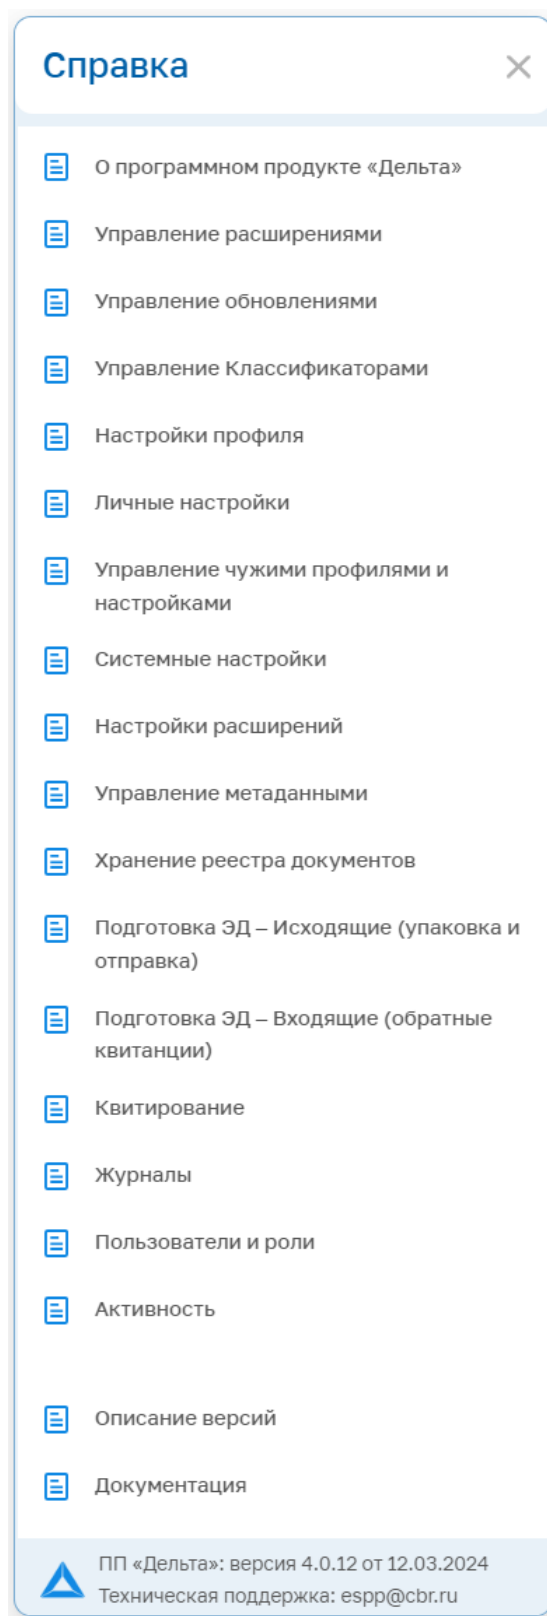 Справка
О программном продукте «Дельта»
Управление расширениями
Управление обновлениями
Управление Классификаторами
Настройки профиля
Личные настройки
Управление чужими профилями и
настройками
Системные настройки
Настройки расширений
Управление метаданными
Хранение реестра документов
Подготовка ЭД – Исходящие (упаковка и
отправка)
Подготовка ЭД – Входящие (обратные
квитанции)
Квитирование
Журналы
Пользователи и роли
Активность
Описание версий
Документация
ПП «Дельта»: версия 4.0.12 от 12.03.2024
Техническая поддержка: espp@cbr.ru